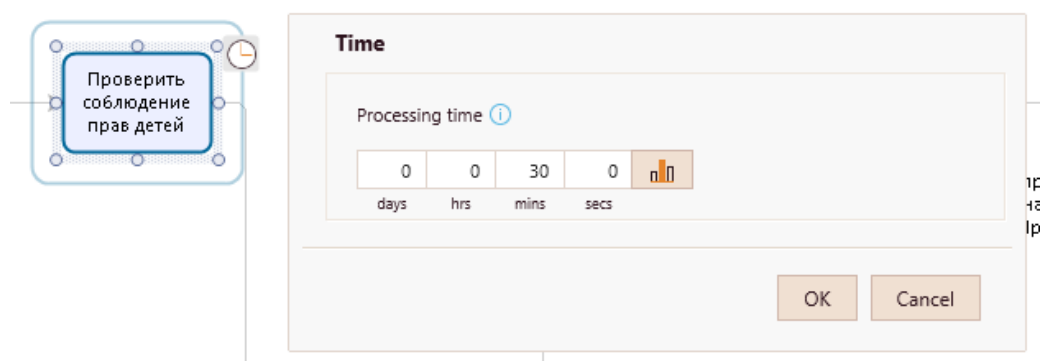 Проверить
соблюдение
прав детей
Time
Processing time
0 0 30 0
days hrs mins secs
OK Cancel